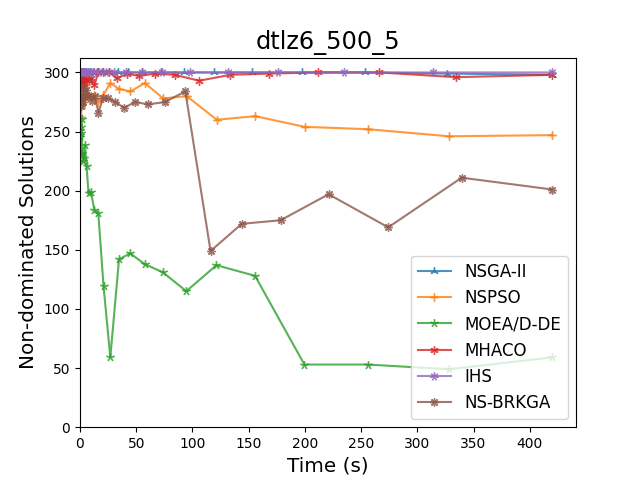 dtlz6_500_5
Non-dominated Solutions
300
250
200
150
100
50
0
0 50 100 150 200 250 300 350 400
Time (s)
NSGA-II
NSPSO
MOEA/D-DE
MHACO
IHS
NS-BRKGA